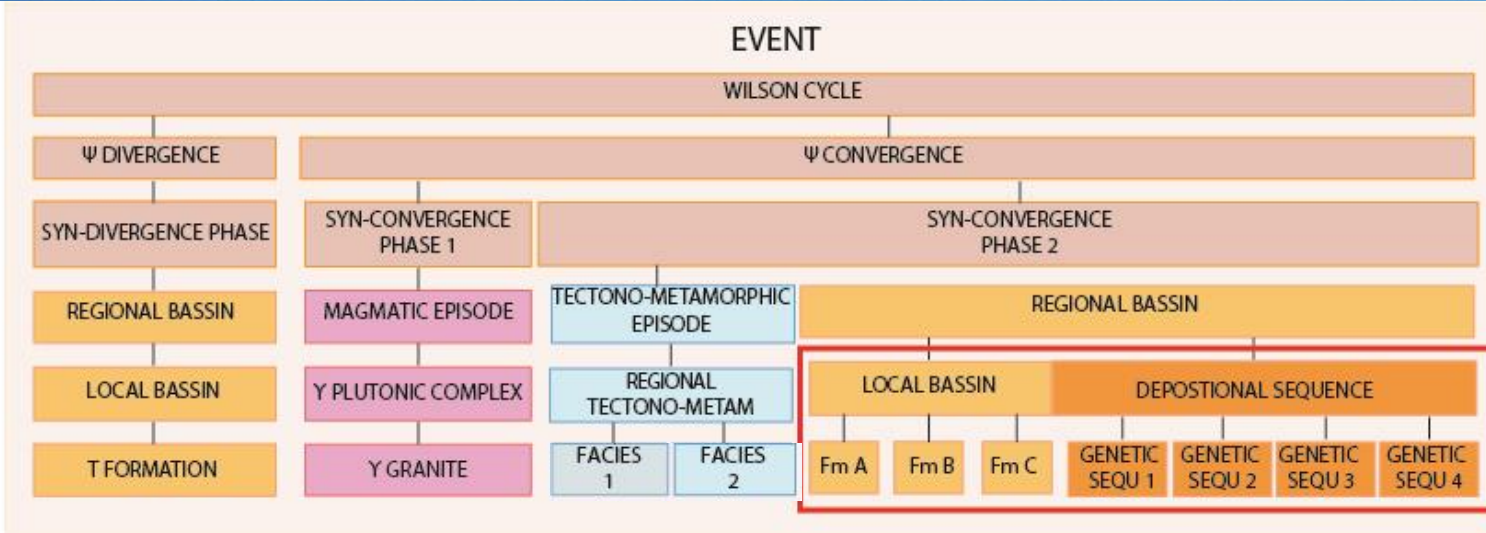 EVENT
WILSON CYCLE
Ψ DIVERGENCE
Ψ CONVERGENCE
SYN-DIVERGENCE PHASE
SYN-CONVERGENCE
PHASE 1
SYN-CONVERGENCE
PHASE 2
REGIONAL BASSIN
MAGMATIC EPISODE
TECTONO-METAMORPHIC
EPISODE
REGIONAL BASSIN
LOCAL BASSIN
Y PLUTONIC COMPLEX
REGIONAL
TECTONO-METAM
LOCAL BASSIN
DEPOSTIONAL SEQUENCE
T FORMATION
Y GRANITE
FACIES
1
FACIES
2
Fm A
Fm B
Fm C
GENETIC
SEQU 1
GENETIC
SEQU 2
GENETIC
SEQU 3
GENETIC
SEQU 4